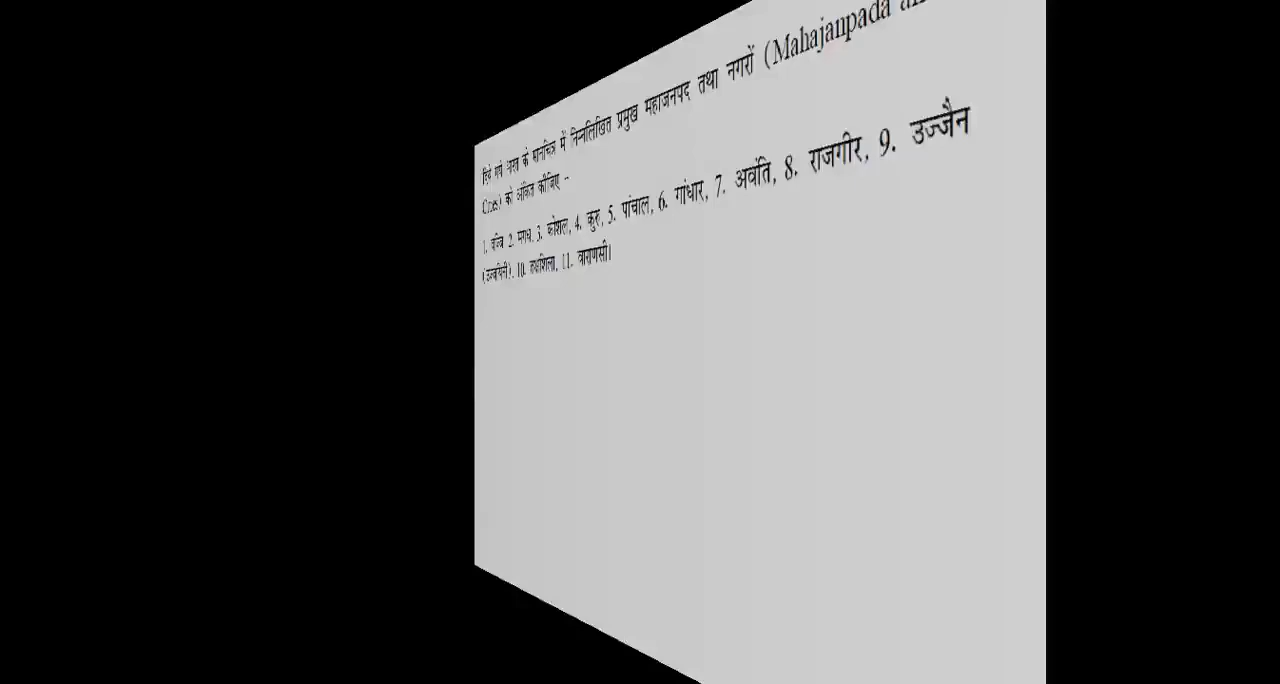 दिये गये भारत के मानचित्र में निम्नलिखित प्रमुख महाजनपद तथा नगरों (Mahajanpada
Cities) को अंकित कीजिए –
1. वज्जि 2. मगध, 3. कोशल, 4. कुरु, 5. पांचाल, 6. गांधार, 7. अवंति, 8. राजगीर, 9. उज्जैन
(उज्जयिनी), 10. तक्षशिला, 11. वाराणसी।